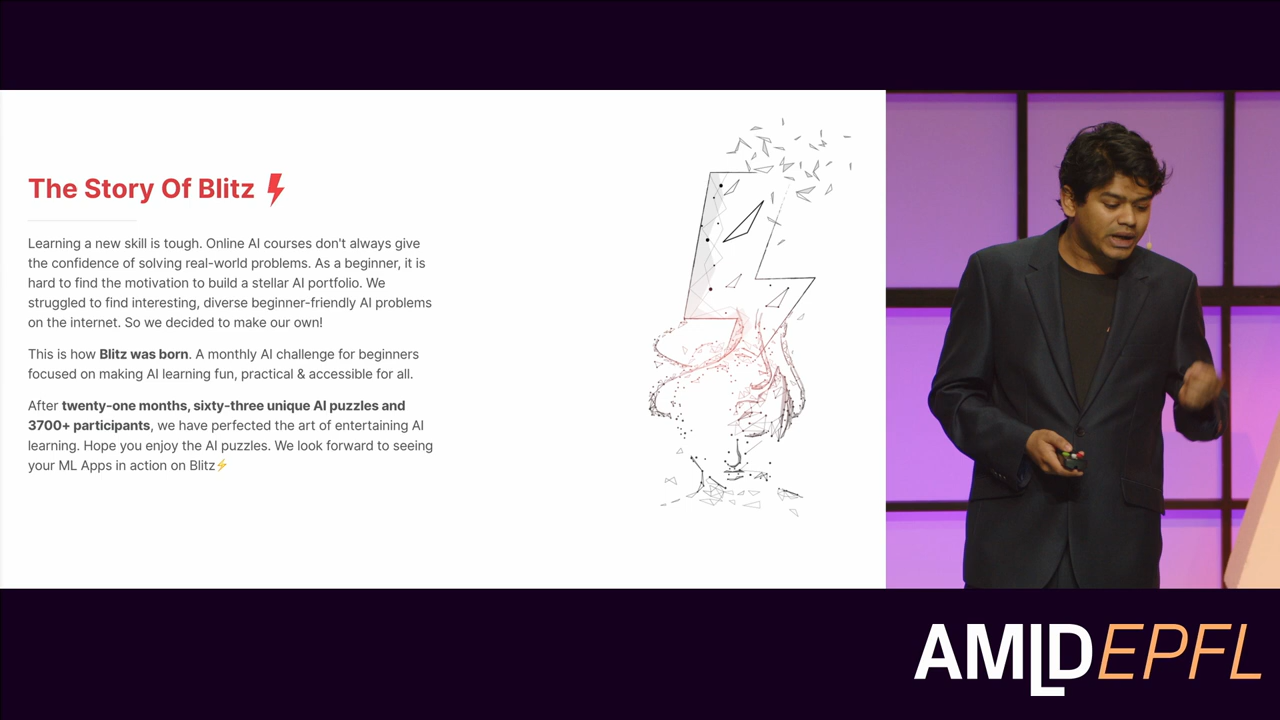 The Story Of Blitz
Learning a new skill is tough. Online AI courses don't always give
the confidence of solving real-world problems. As a beginner, it is
hard to find the motivation to build a stellar AI portfolio. We
struggled to find interesting, diverse beginner-friendly AI problems
on the internet. So we decided to make our own!
This is how Blitz was born. A monthly AI challenge for beginners
focused on making AI learning fun, practical & accessible for all.
After twenty-one months, sixty-three unique AI puzzles and
3700+ participants, we have perfected the art of entertaining AI
learning. Hope you enjoy the AI puzzles. We look forward to seeing
your ML Apps in action on Blitz⚡
AMLDEPFL